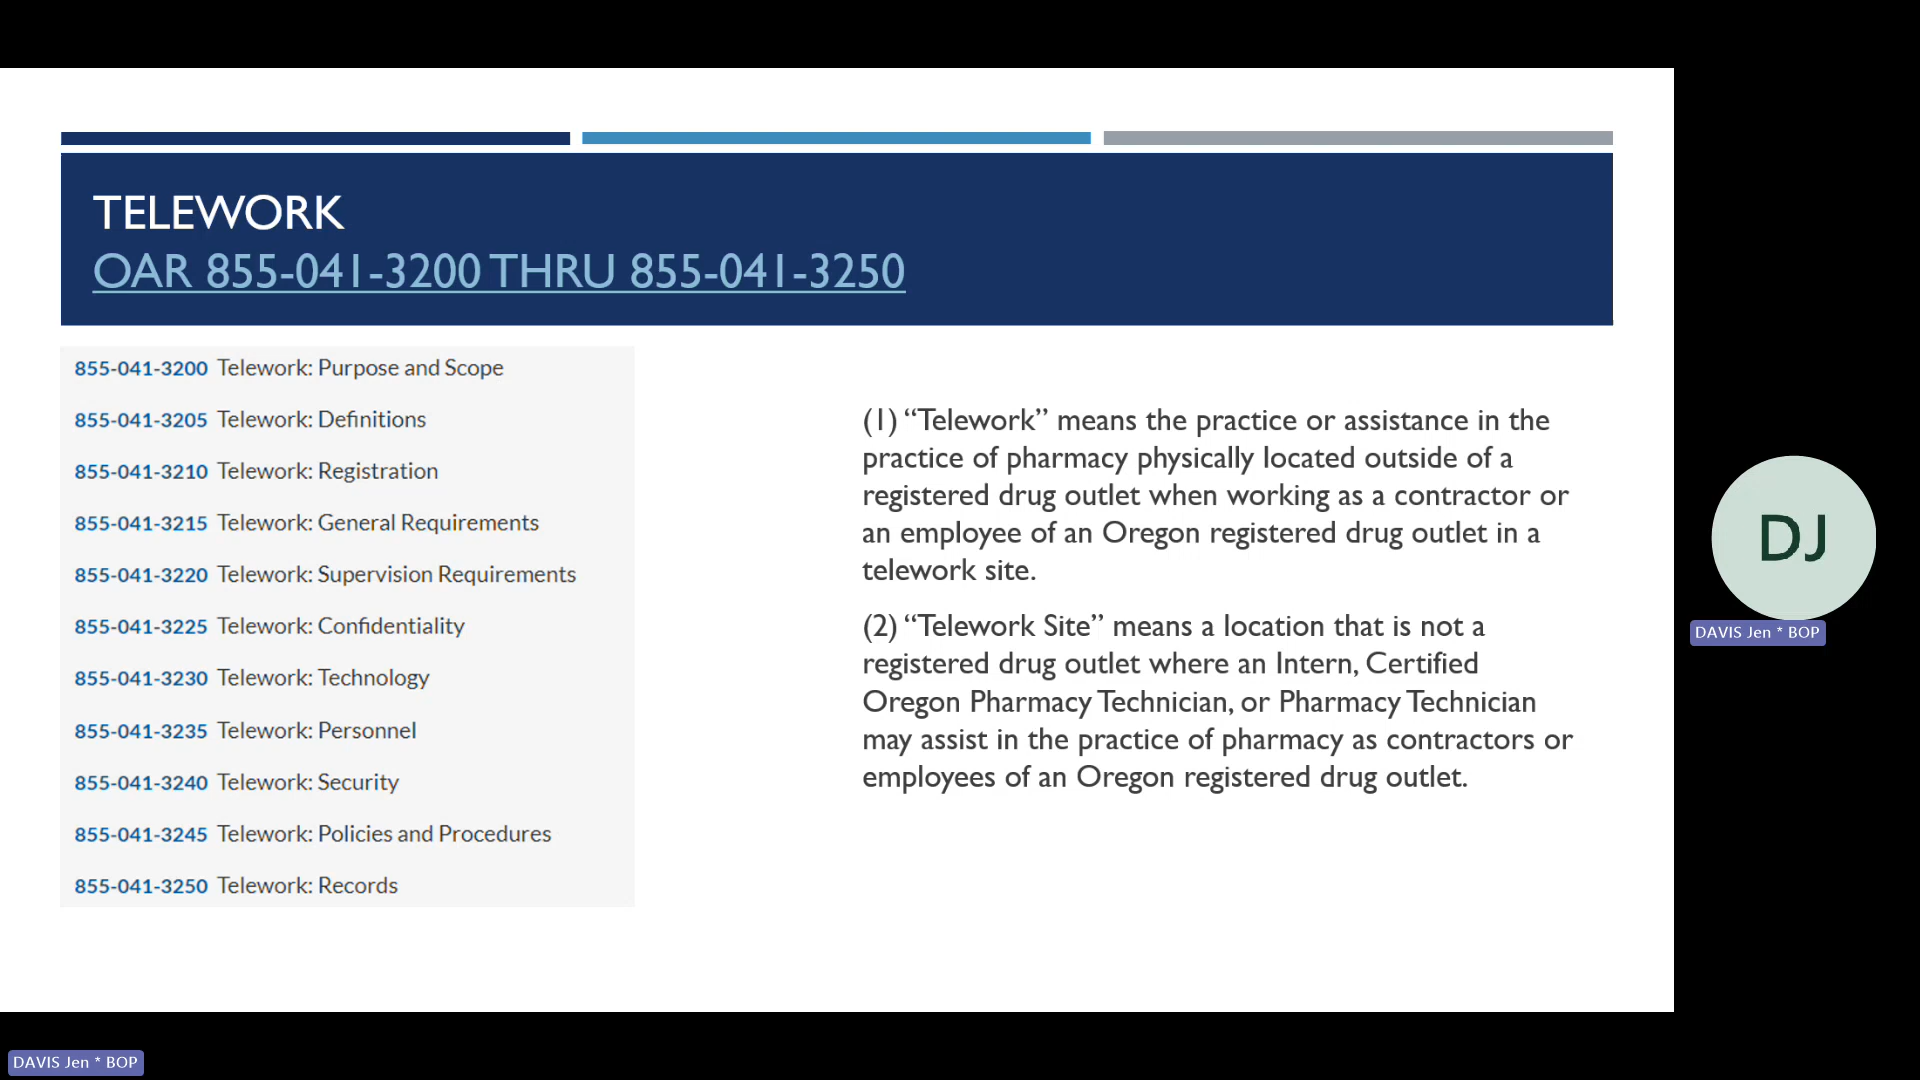 TELEWORK
OAR 855-041-3200 THRU 855-041-3250
855-041-3200 Telework: Purpose and Scope
855-041-3205 Telework: Definitions
855-041-3210 Telework: Registration
855-041-3215 Telework: General Requirements
855-041-3220 Telework: Supervision Requirements
855-041-3225 Telework: Confidentiality
855-041-3230 Telework: Technology
855-041-3235 Telework: Personnel
855-041-3240 Telework: Security
855-041-3245 Telework: Policies and Procedures
855-041-3250 Telework: Records
(1) “Telework” means the practice or assistance in the
practice of pharmacy physically located outside of a
registered drug outlet when working as a contractor or
an employee of an Oregon registered drug outlet in a
telework site.
(2) “Telework Site” means a location that is not a
registered drug outlet where an Intern, Certified
Oregon Pharmacy Technician, or Pharmacy Technician
may assist in the practice of pharmacy as contractors or
employees of an Oregon registered drug outlet.
DJ
DAVIS Jen * BOP
DAVIS Jen * BOP